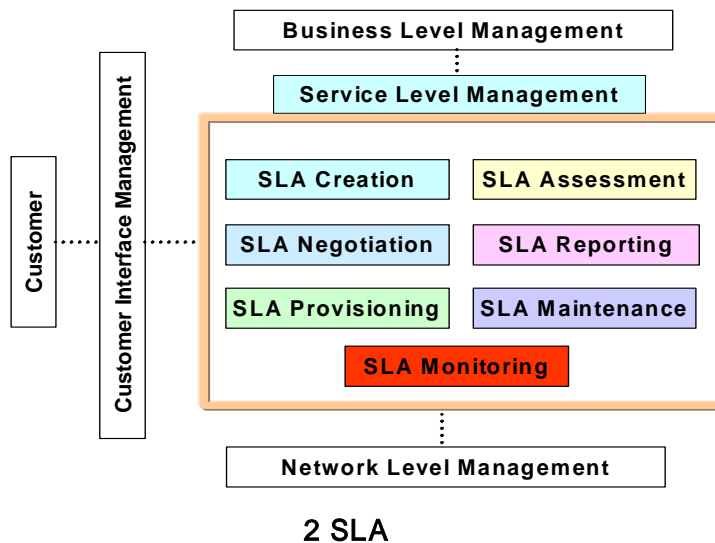 Business Level Management
Service Level Management
Customer
Customer Interface Management
SLA Creation
SLA Assessment
SLA Negotiation
SLA Reporting
SLA Provisioning
SLA Maintenance
SLA Monitoring
Network Level Management
2 SLA